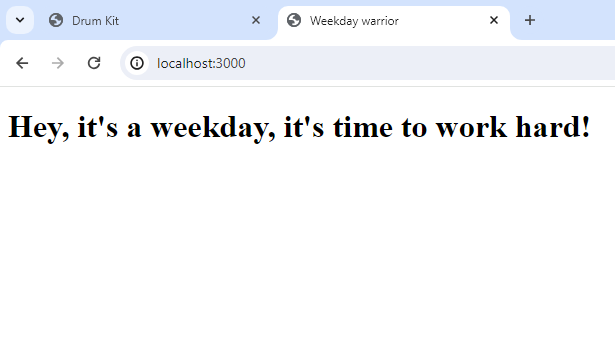 Drum Kit
Weekday warrior
localhost:3000
Hey, it's a weekday, it's time to work hard!